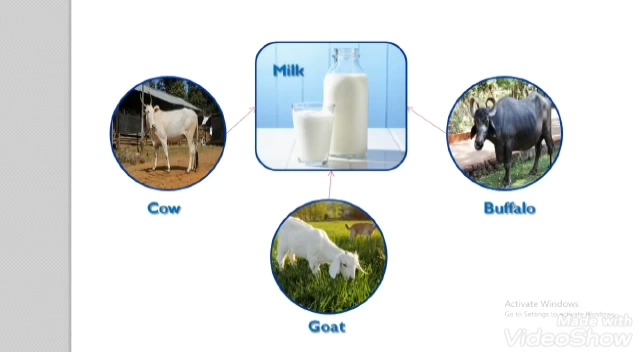 Milk
Cow
Buffalo
Goat
Activate Windows
Go to Settings to activate Windows.
Made with
VideoShow